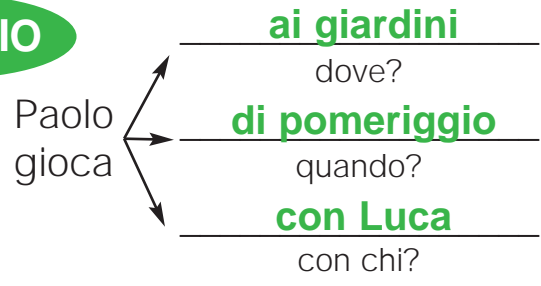 IO
ai giardini
dove?
Paolo
gioca
di pomeriggio
quando?
con Luca
con chi?